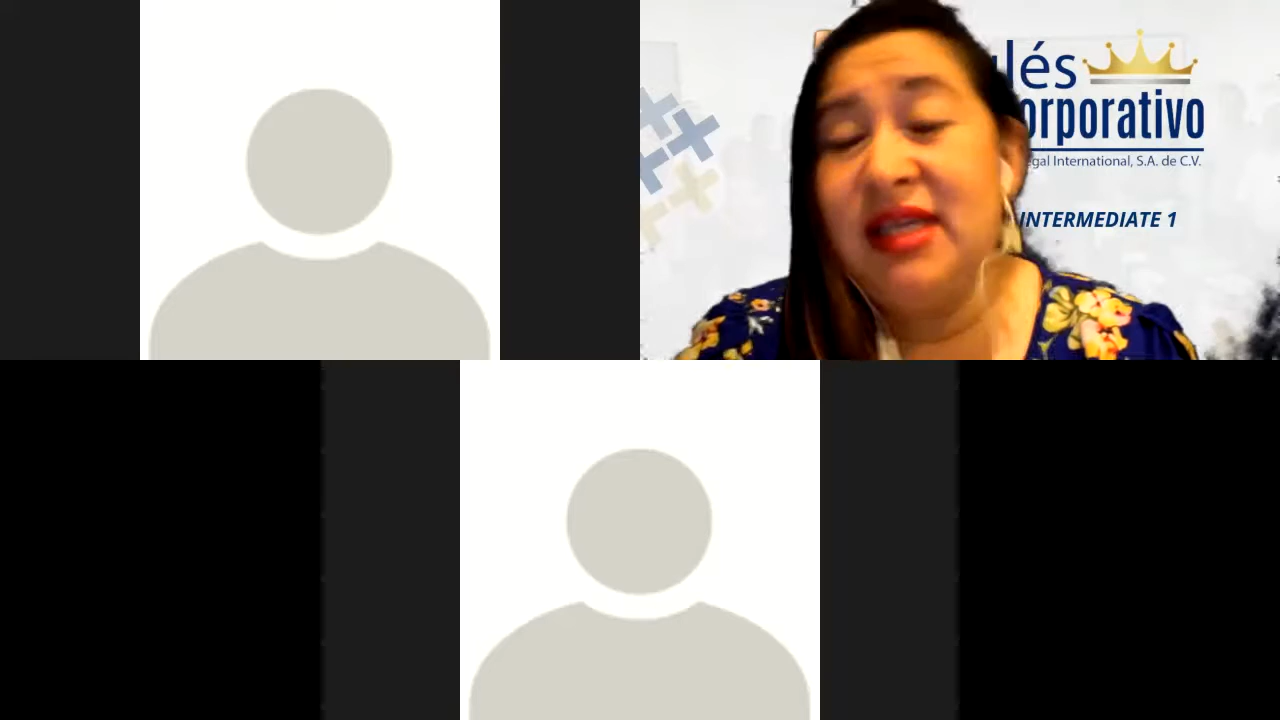 lés
orporativo
egal International, S.A. de C.V.
INTERMEDIATE 1